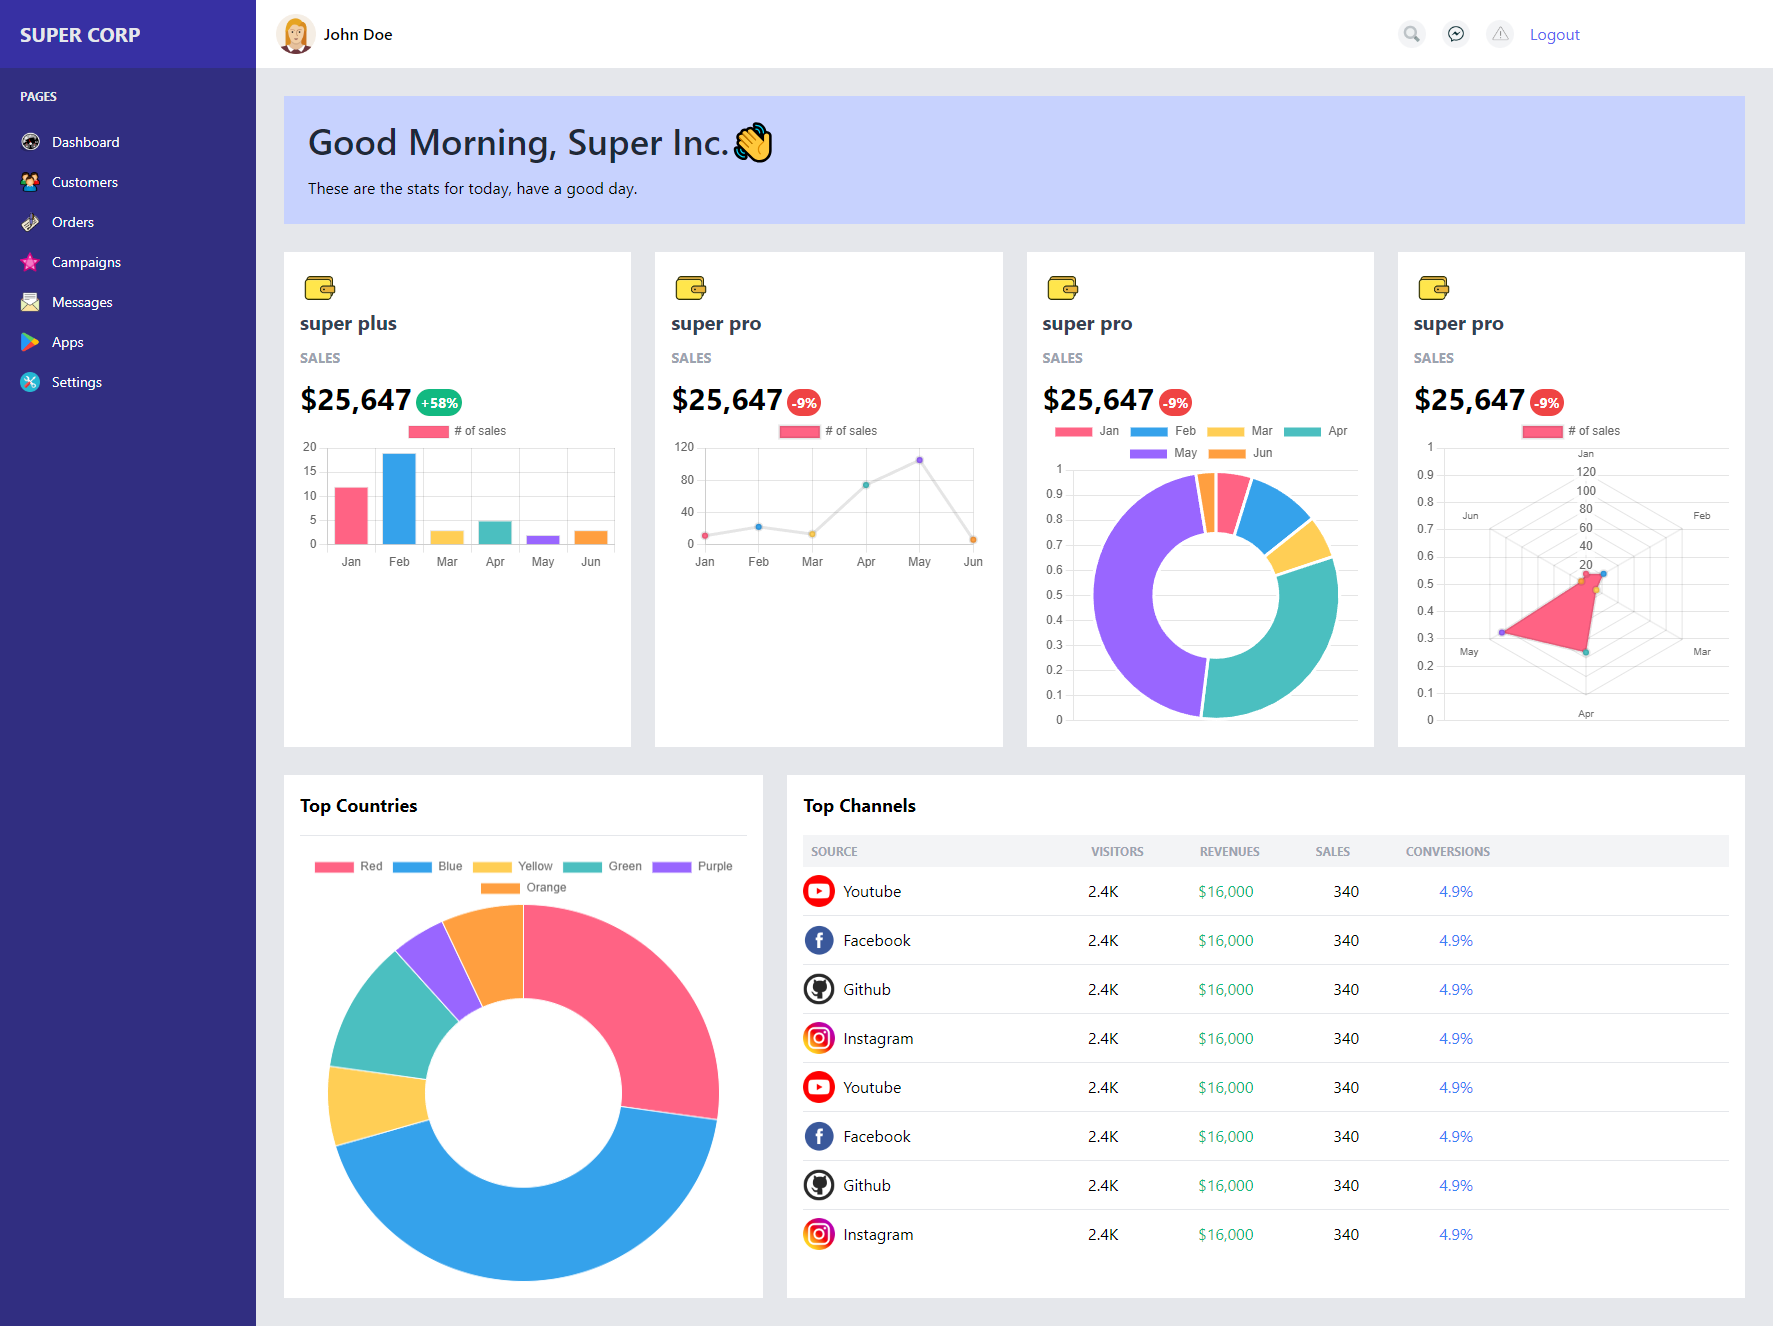 SUPER CORP
John Doe
Logout
PAGES
Dashboard
Customers
Orders
Campaigns
Messages
Apps
Settings
Good Morning, Super Inc.👋
These are the stats for today, have a good day.
super plus
SALES
$25,647 +58%
# of sales
20
15
10
5
0
Jan Feb Mar Apr May Jun
super pro
SALES
$25,647 -9%
# of sales
120
80
40
0
Jan Feb Mar Apr May Jun
super pro
SALES
$25,647 -9%
Jan Feb Mar Apr
May Jun
1
0.9
0.8
0.7
0.6
0.5
0.4
0.3
0.2
0.1
0
super pro
SALES
$25,647 -9%
# of sales
1
0.9
0.8
0.7
0.6
0.5
0.4
0.3
0.2
0.1
0
Jan
120
100
80
60
40
20
Feb
Mar
Apr
May
Jun
Top Countries
Red Blue Yellow Green Purple
Orange
Top Channels
SOURCE VISITORS REVENUES SALES CONVERSIONS
Youtube 2.4K $16,000 340 4.9%
Facebook 2.4K $16,000 340 4.9%
Github 2.4K $16,000 340 4.9%
Instagram 2.4K $16,000 340 4.9%
Youtube 2.4K $16,000 340 4.9%
Facebook 2.4K $16,000 340 4.9%
Github 2.4K $16,000 340 4.9%
Instagram 2.4K $16,000 340 4.9%